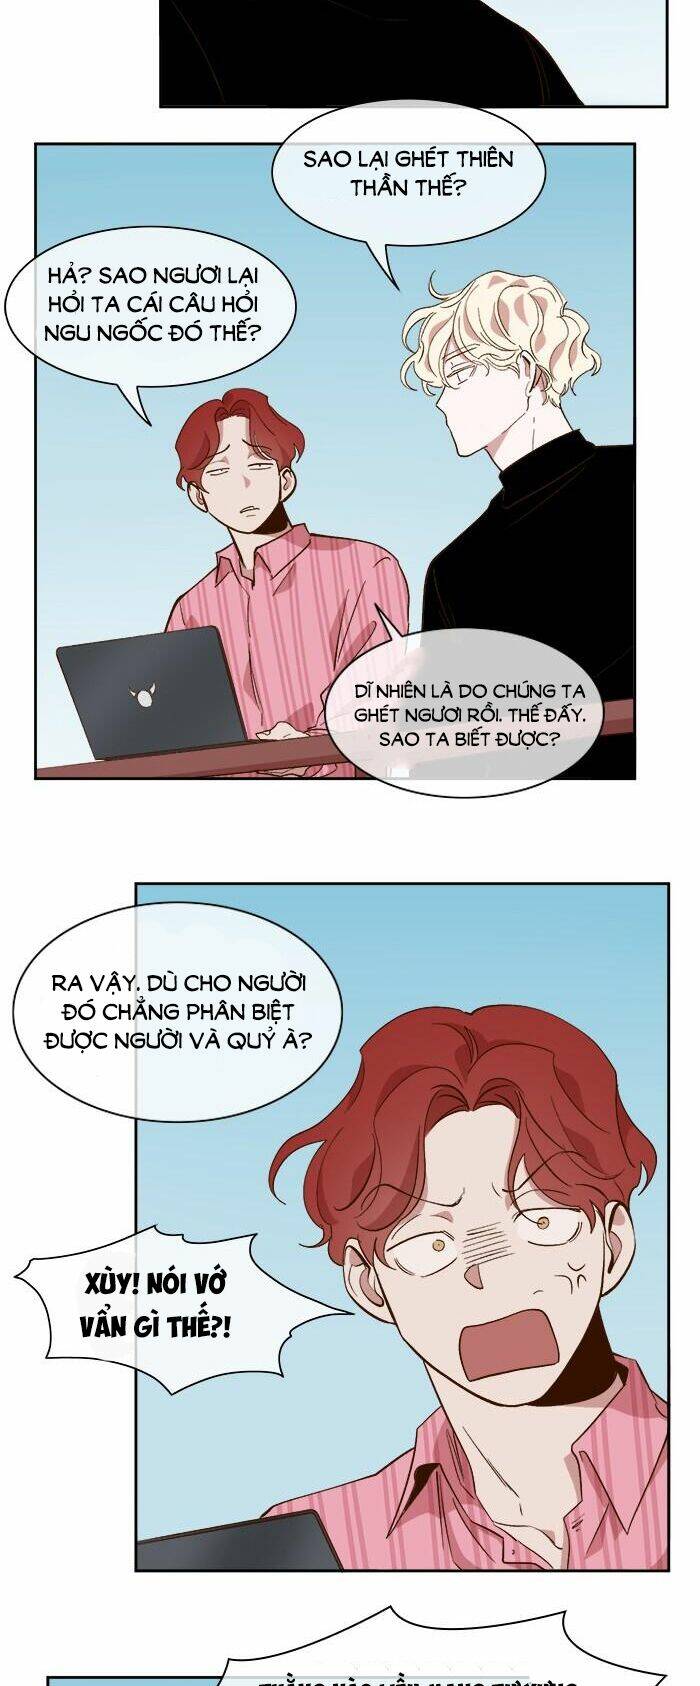 SAO LẠI GHÉT THIÊN
THẦN THẾ?
HẢ? SAO NGƯƠI LẠI
HỎI TA CÁI CÂU HỎI
NGU NGỐC ĐÓ THẾ?
DĨ NHIÊN LÀ DO CHÚNG TA
GHÉT NGƯƠI RỒI. THẾ ĐẤY.
SAO TA BIẾT ĐƯỢC?
RA VẬY. DÙ CHO NGƯỜI
ĐÓ CHẲNG PHÂN BIỆT
ĐƯỢC NGƯỜI VÀ QUỶ À?
XÙY! NÓI VỚ
VẨN GÌ THẾ?!